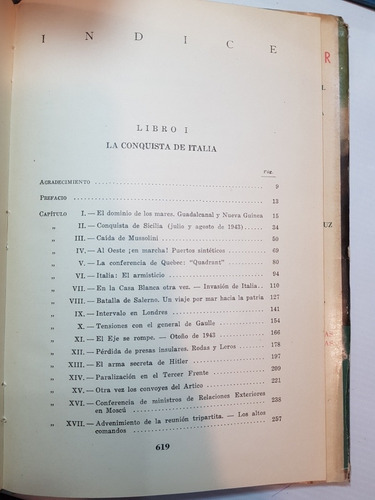 INDICE
LIBRO I
LA CONQUISTA DE ITALIA
PÁG.
AGRADECIMIENTO 9
PREFACIO 13
CAPÍTULO I. — El dominio de los mares. Guadalcanal y Nueva Guinea 15
„ II. — Conquista de Sicilia (julio y agosto de 1943) 24
„ III. — Caída de Mussolini 50
„ IV. — Al Oeste ¡en marcha! Puertos sintéticos 69
„ V. — La conferencia de Quebec: "Quadrant" 80
„ VI. — Italia: El armisticio 94
„ VII. — En la Casa Blanca otra vez. — Invasión de Italia 110
„ VIII. — Batalla de Salerno. Un viaje por mar hacia la patria 127
„ IX. — Intervalo en Londres 141
„ X. — Tensiones con el general de Gaulle 154
„ XI. — El Eje se rompe. — Otoño de 1943 166
„ XII. — Pérdida de presas insulares. Rodas y Leros 178
„ XIII. — El arma secreta de Hitler 197
„ XIV. — Paralización en el Tercer Frente 209
„ XV. — Otra vez los convoyes del Artico 221
„ XVI. — Conferencia de ministros de Relaciones Exteriores
en Moscú 238
„ XVII. — Advenimiento de la reunión tripartita. — Los altos
comandos 257
619
R
L
UZ